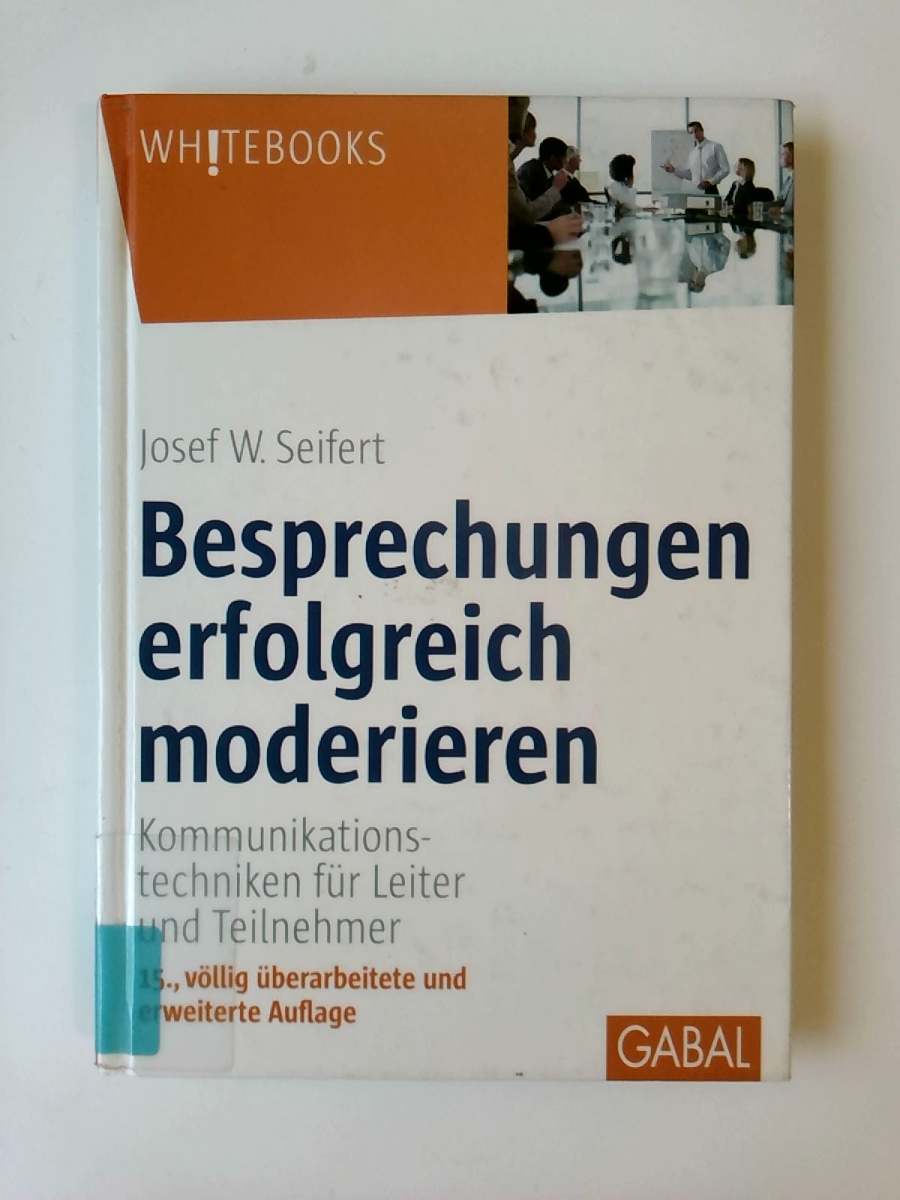 WH!TEBOOKS
Josef W. Seifert
Besprechungen
erfolgreich
moderieren
Kommunikations-
techniken für Leiter
und Teilnehmer
15., völlig überarbeitete und
erweiterte Auflage
GABAL